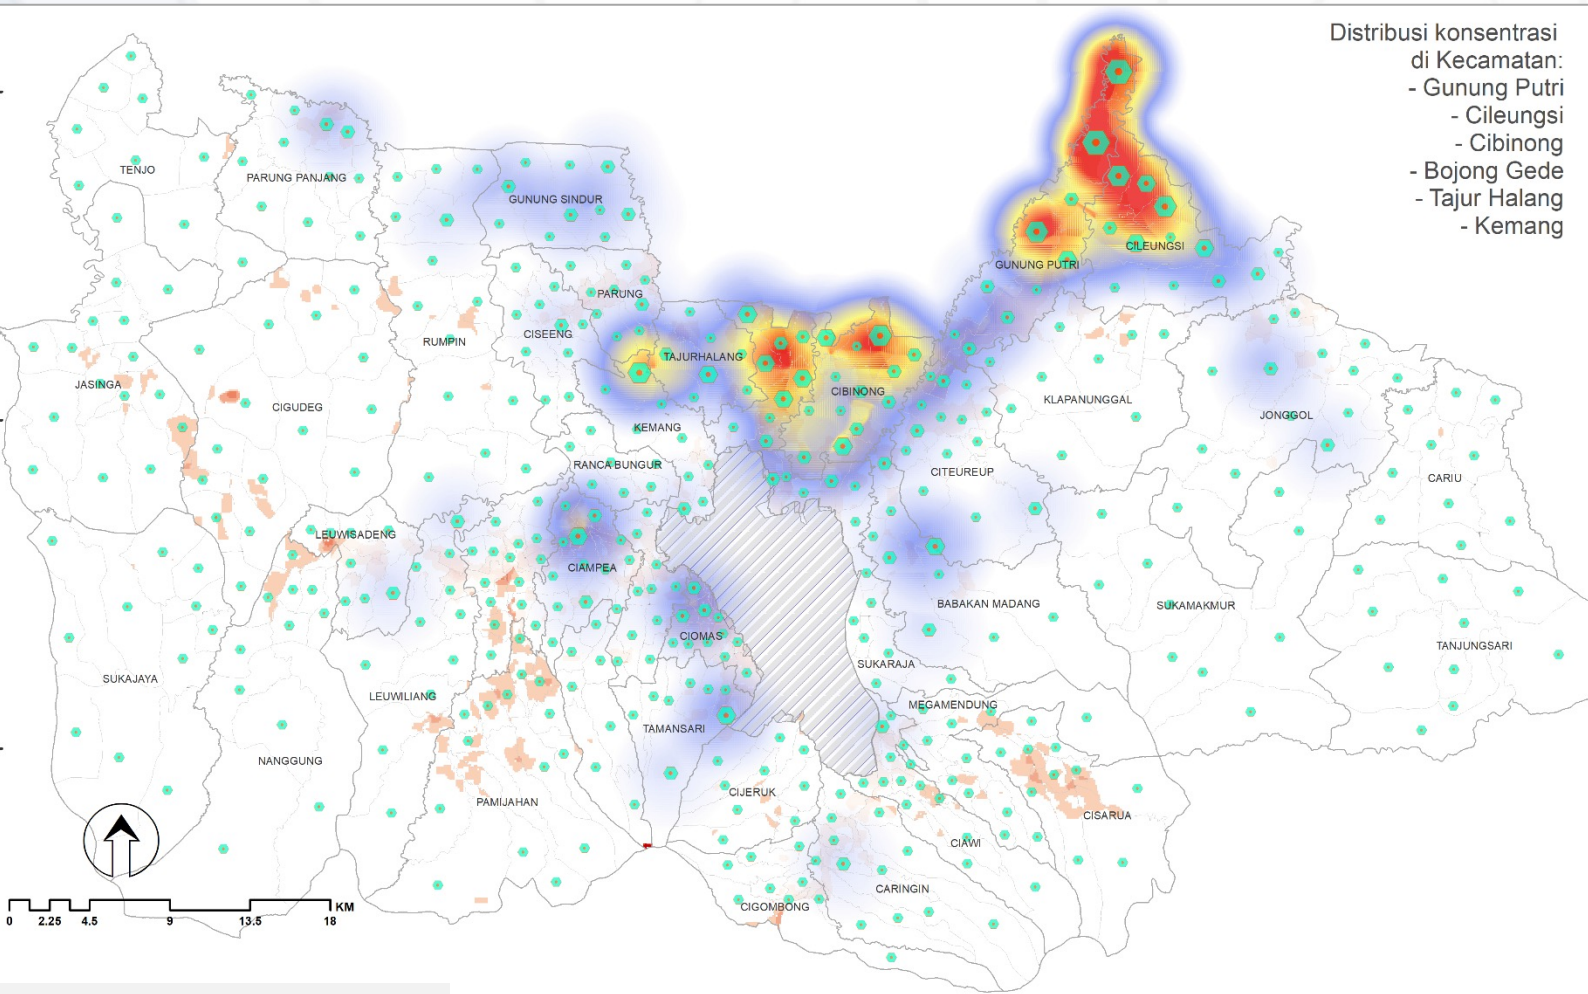 Distribusi konsentrasi
di Kecamatan:
- Gunung Putri
- Cileungsi
- Cibinong
- Bojong Gede
- Tajur Halang
- Kemang
TENJO
PARUNG PANJANG
GUNUNG SINDUR
CILEUNGSI
GUNUNG PUTRI
PARUNG
CISEENG
RUMPIN
TAJURHALANG
JASINGA
CIGUDEG
CIBINONG
KLAPANUNGGAL
JONGGOL
KEMANG
RANCA BUNGUR
CITEUREUP
CARIU
LEUWISADENG
CIAMPEA
BABAKAN MADANG
SUKAMAKMUR
CIOMAS
TANJUNGSARI
SUKARAJA
SUKAJAYA
LEUWILIANG
MEGAMENDUNG
TAMANSARI
NANGGUNG
CIJERUK
PAMIJAHAN
CISARUA
CIAWI
CARINGIN
CIGOMBONG
KM
0 2.25 4.5 9 13.5 18